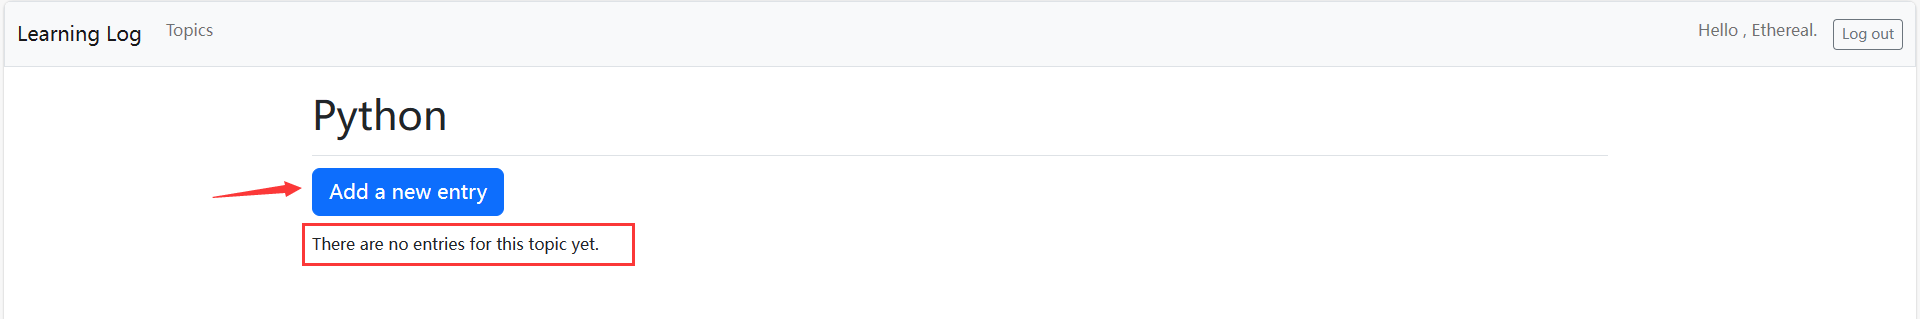 Learning Log Topics Hello , Ethereal. Log out
Python
Add a new entry
There are no entries for this topic yet.